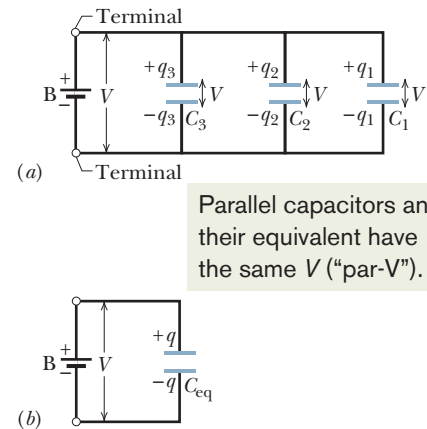 Terminal
+q3 +q2 +q1
+
B V V V V
−
−q3 C3 −q2 C2 −q1 C1
(a) Terminal
Parallel capacitors an
their equivalent have
the same V (“par-V”).
+q
+
B V
−
−q Ceq
(b)